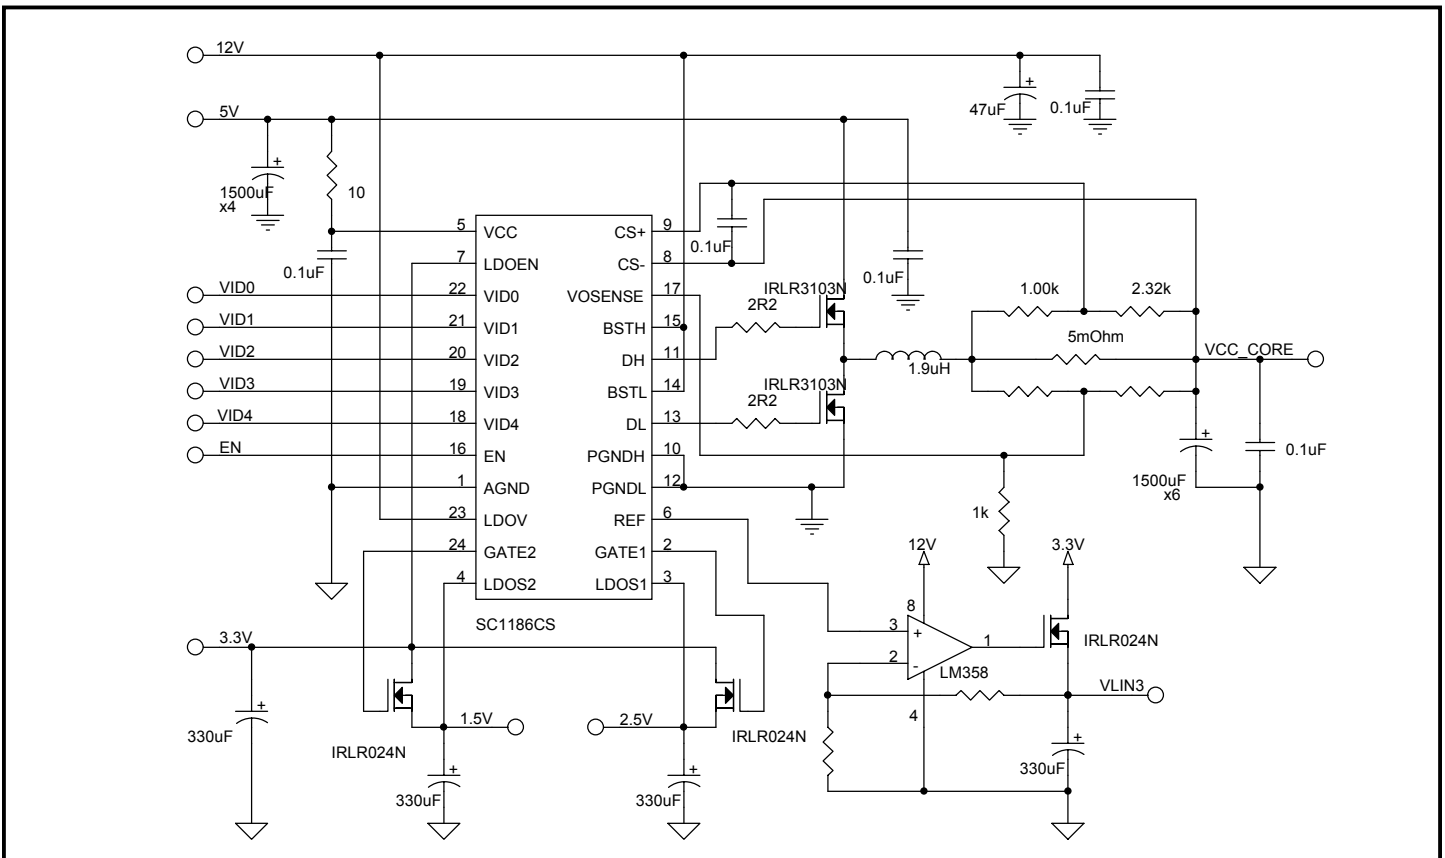 12V
47uF
+
0.1uF
5V
+
1500uF
x4
10
0.1uF
5 VCC CS+ 9
7 LDOEN CS- 8
0.1uF
0.1uF
VID0 22 VID0 VOSENSE 17
VID1 21 VID1 BSTH 15
VID2 20 VID2 DH 11
VID3 19 VID3 BSTL 14
VID4 18 VID4 DL 13
EN 16 EN PGNDH 10
1 AGND PGNDL 12
23 LDOV REF 6
24 GATE2 GATE1 2
4 LDOS2 LDOS1 3
SC1186CS
IRLR3103N
2R2
IRLR3103N
2R2
1.9uH
1.00k
2.32k
5mOhm
VCC_CORE
+
1500uF
x6
0.1uF
1k
12V
3.3V
8
3
+
2
-
1
LM358
4
IRLR024N
VLIN3
+
330uF
3.3V
+
330uF
IRLR024N
1.5V
+
330uF
2.5V
IRLR024N
+
330uF